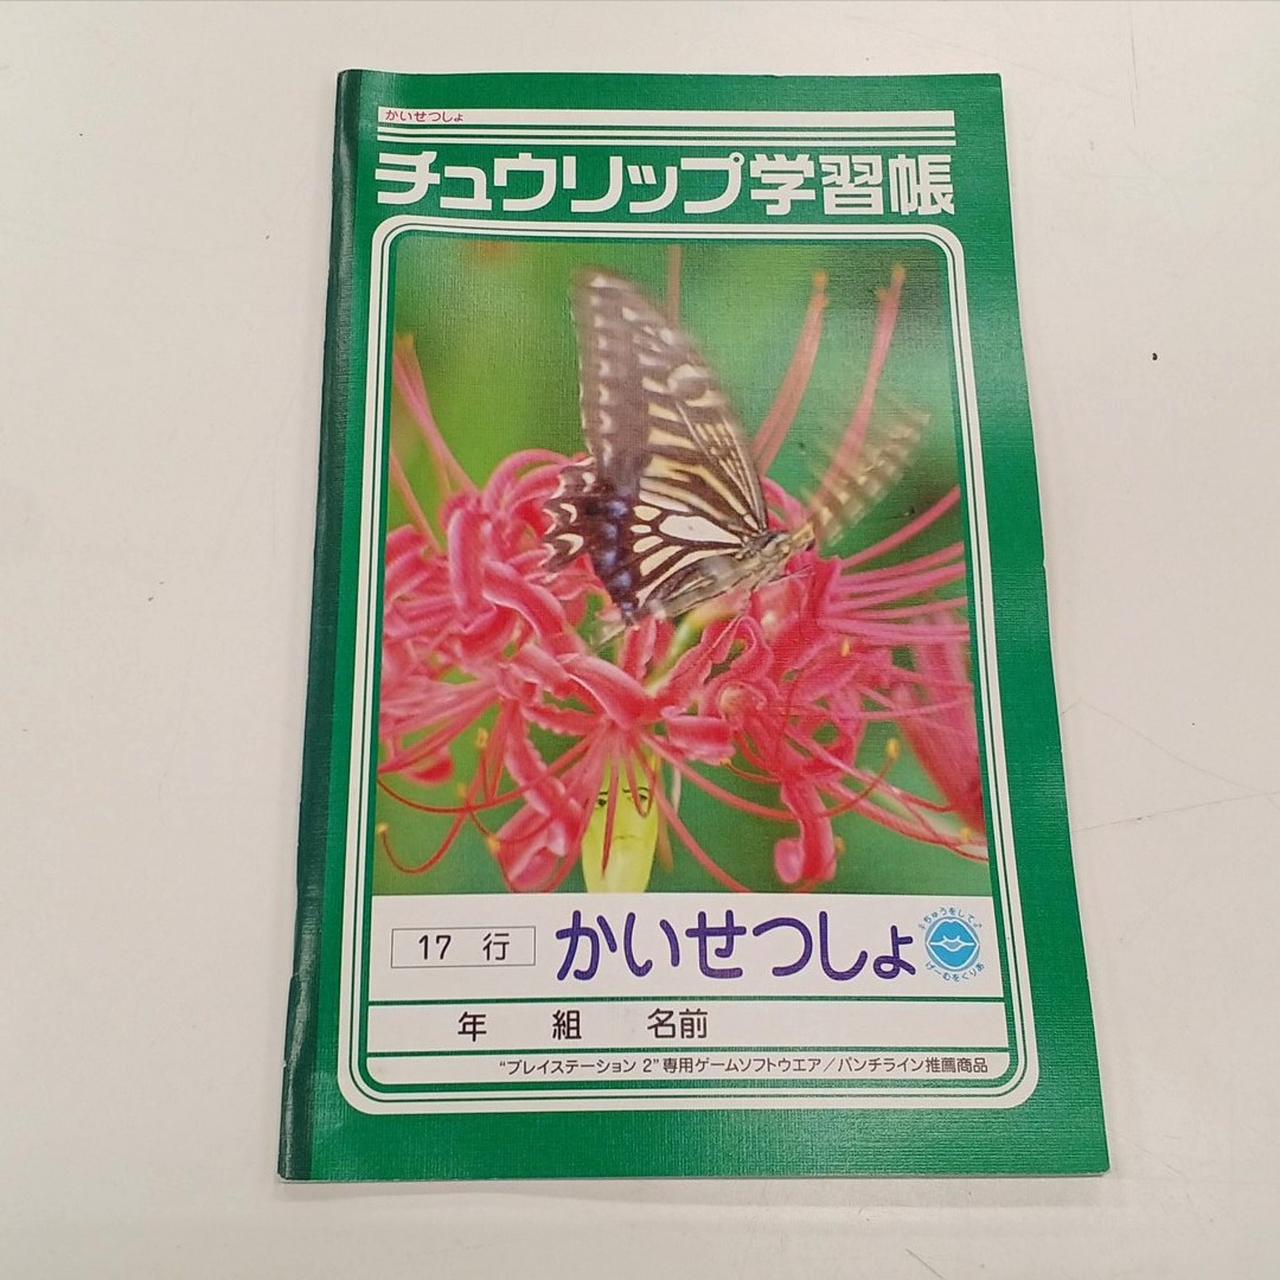 かいせつしょ
チュウリップ学習帳
17 行
かいせつしょ
ちゅうをして♪
げーむをくりあ
年 組 名前
“プレイステーション 2”専用ゲームソフトウエア／パンチライン推薦商品